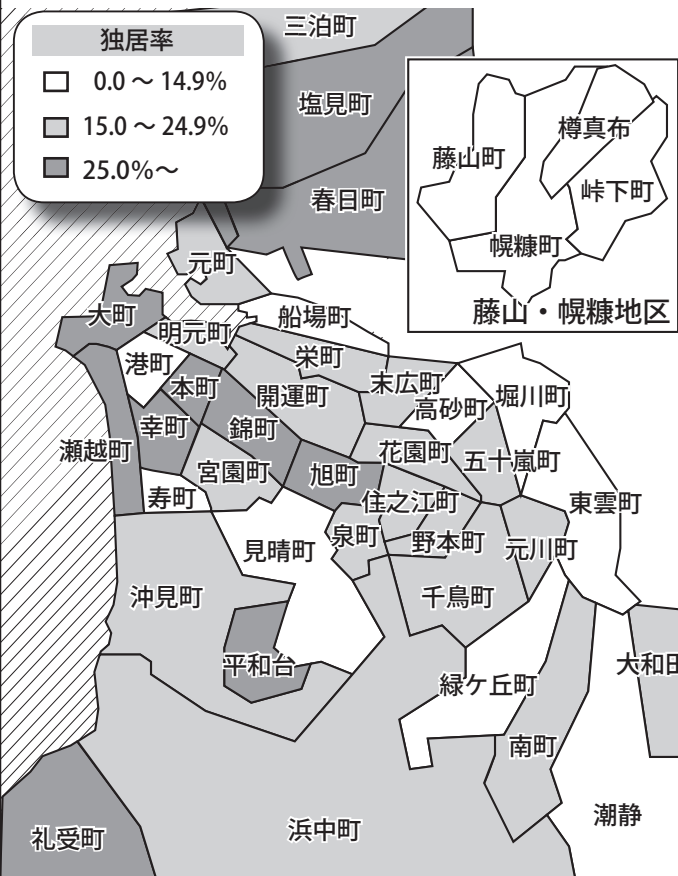 独居率
0.0 ～ 14.9%
15.0 ～ 24.9%
25.0%～
三泊町
塩見町
春日町
樽真布
藤山町
峠下町
幌糠町
藤山・幌糠地区
元町
大町
船場町
明元町
港町
栄町
本町
開運町
末広町
高砂町
堀川町
幸町
錦町
瀬越町
花園町
五十嵐町
宮園町
旭町
寿町
住之江町
東雲町
泉町
野本町
元川町
見晴町
沖見町
千鳥町
平和台
緑ケ丘町
大和田
南町
潮静
浜中町
礼受町